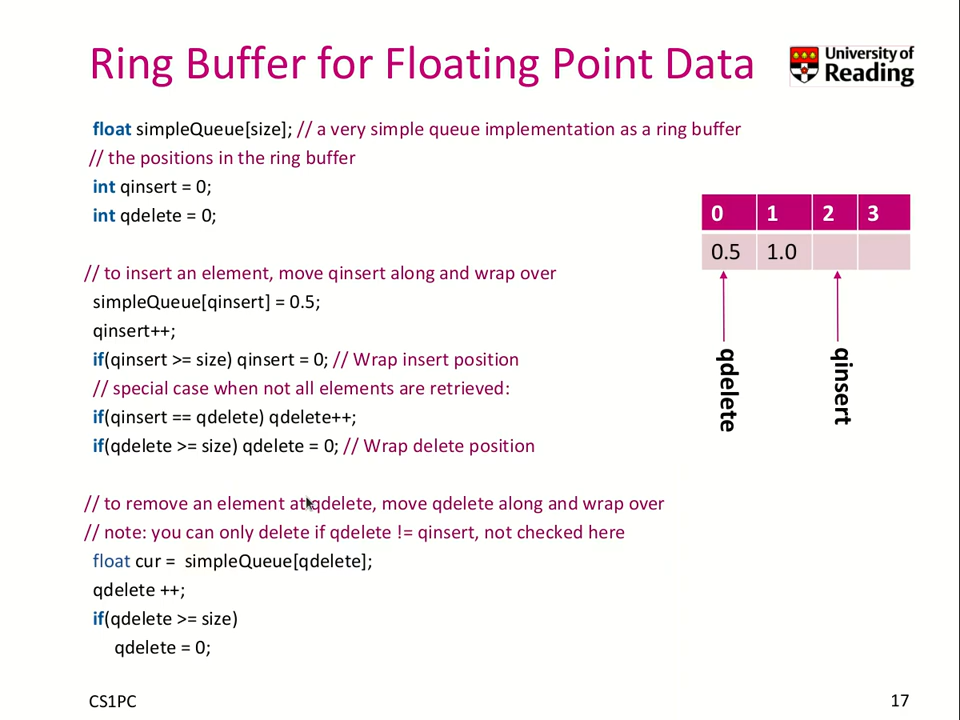 Ring Buffer for Floating Point Data
University of
Reading
float simpleQueue[size]; // a very simple queue implementation as a ring buffer
// the positions in the ring buffer
int qinsert = 0;
int qdelete = 0;
// to insert an element, move qinsert along and wrap over
simpleQueue[qinsert] = 0.5;
qinsert++;
if(qinsert >= size) qinsert = 0; // Wrap insert position
// special case when not all elements are retrieved:
if(qinsert == qdelete) qdelete++;
if(qdelete >= size) qdelete = 0; // Wrap delete position
// to remove an element at qdelete, move qdelete along and wrap over
// note: you can only delete if qdelete != qinsert, not checked here
float cur = simpleQueue[qdelete];
qdelete ++;
if(qdelete >= size)
qdelete = 0;
0 1 2 3
0.5 1.0
qdelete
qinsert
CS1PC
17